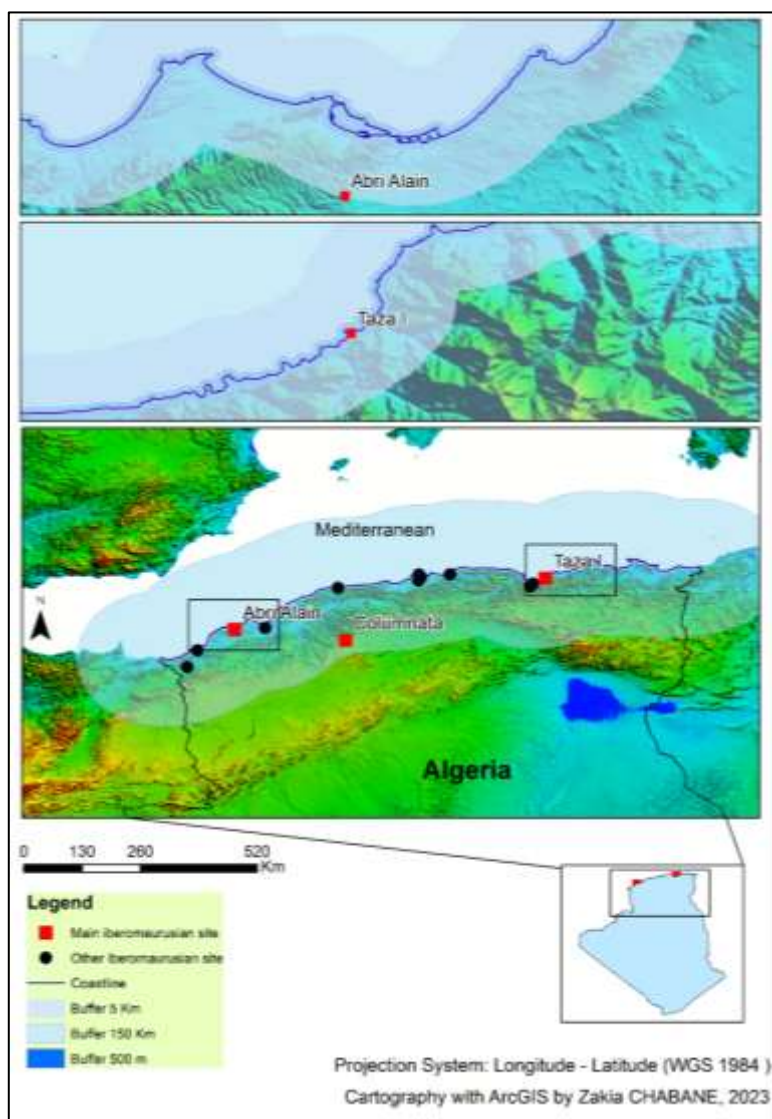 Abri Alain
Taza I
Mediterranean
Taza I
Abri Alain
Columnata
N
Algeria
0 130 260 520
Km
Legend
Main iberomaurusian site
Other iberomaurusian site
Coastline
Buffer 5 Km
Buffer 150 Km
Buffer 500 m
Projection System: Longitude - Latitude (WGS 1984 )
Cartography with ArcGIS by Zakia CHABANE, 2023